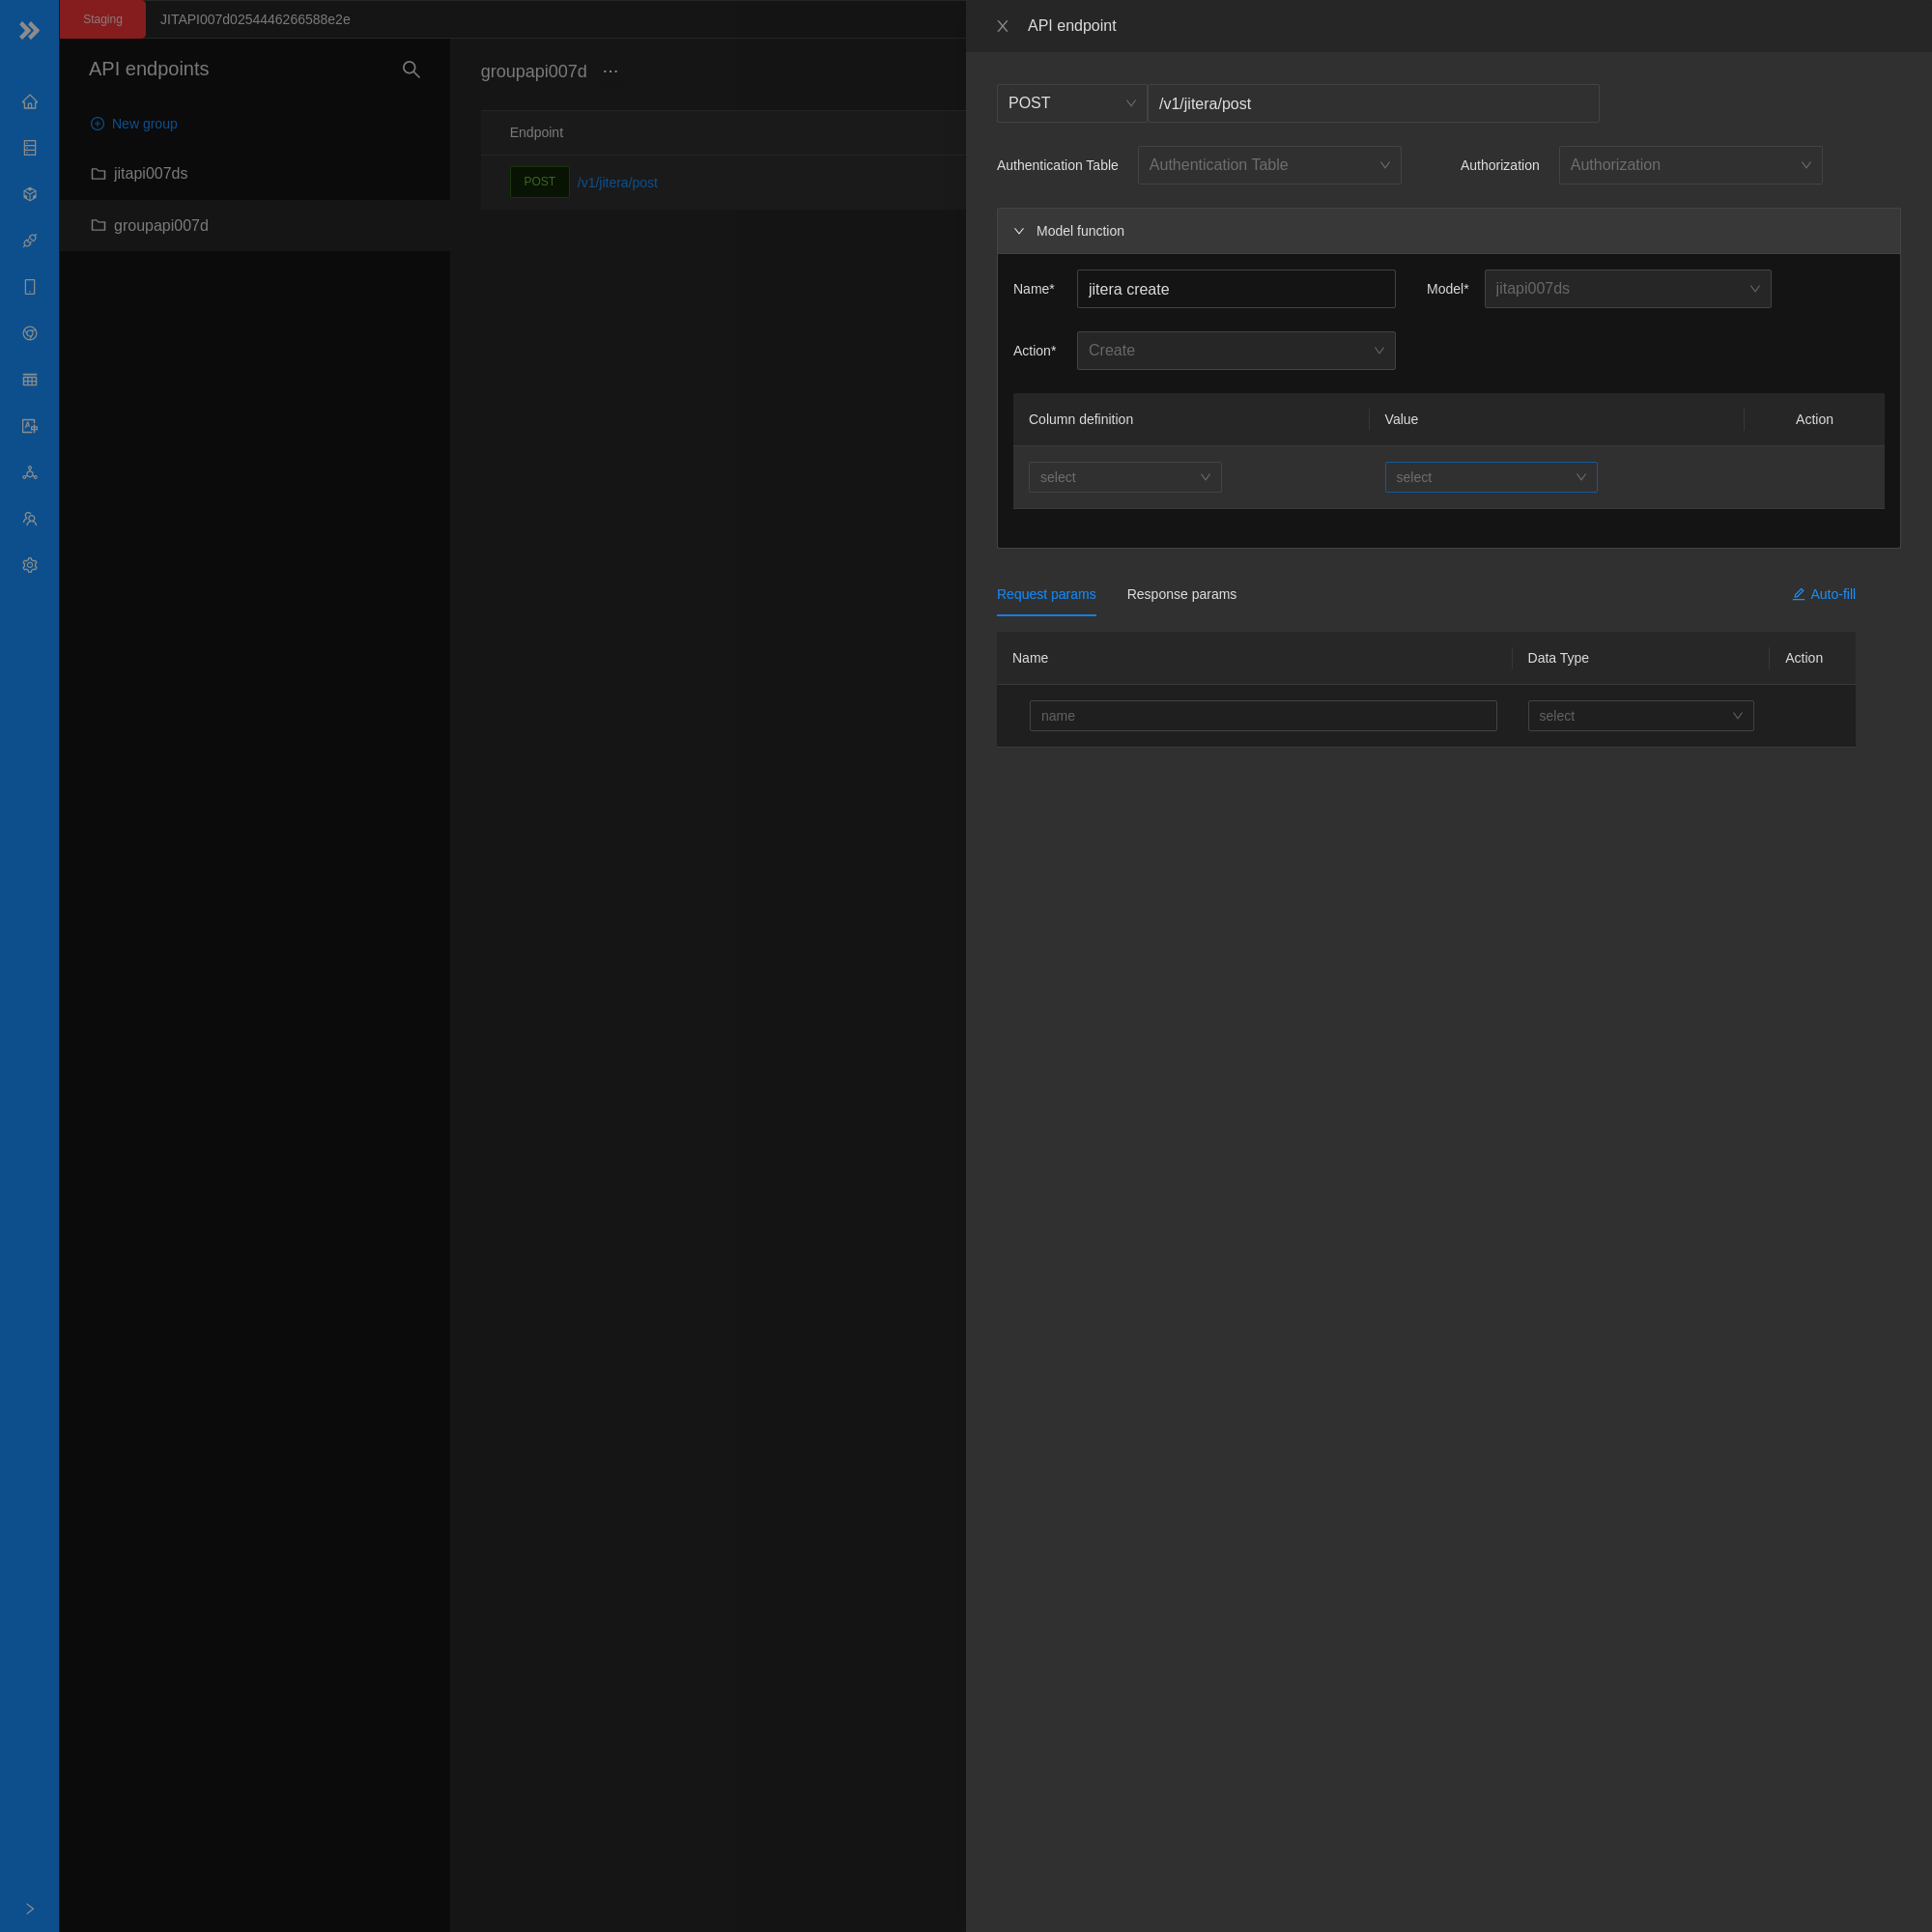 Staging JITAPI007d0254446266588e2e
API endpoints
New group
jitapi007ds
groupapi007d
groupapi007d ···
Endpoint
POST /v1/jitera/post
API endpoint
POST /v1/jitera/post
Authentication Table Authentication Table Authorization Authorization
Model function
Name* jitera create Model* jitapi007ds
Action* Create
Column definition Value Action
select select
Request params Response params Auto-fill
Name Data Type Action
name select